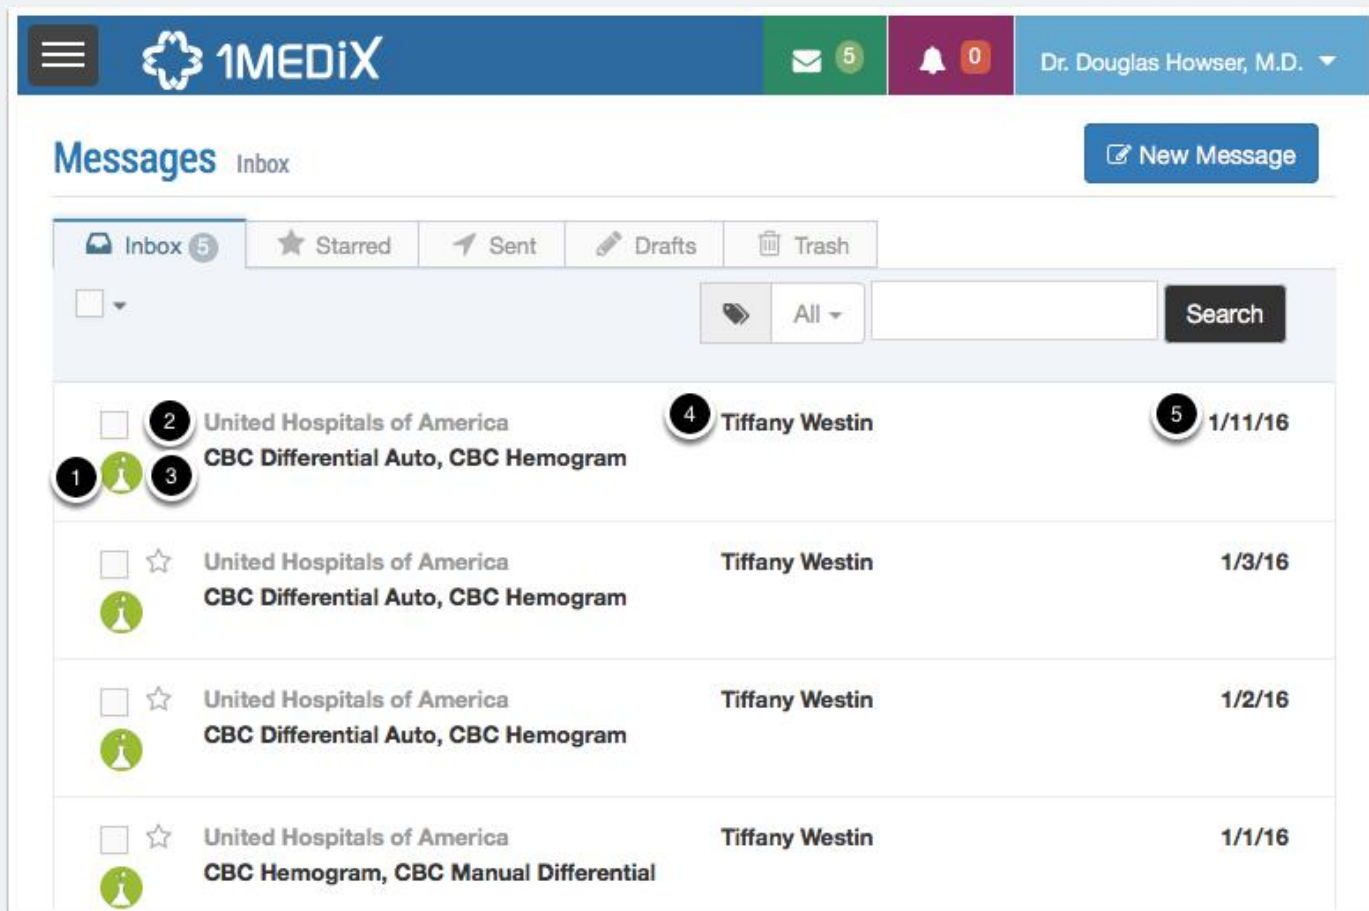 1MEDiX 5 0 Dr. Douglas Howser, M.D.
Messages Inbox New Message
Inbox 5 Starred Sent Drafts Trash
All Search
2 United Hospitals of America 4 Tiffany Westin 5 1/11/16
1 3 CBC Differential Auto, CBC Hemogram
United Hospitals of America Tiffany Westin 1/3/16
CBC Differential Auto, CBC Hemogram
United Hospitals of America Tiffany Westin 1/2/16
CBC Differential Auto, CBC Hemogram
United Hospitals of America Tiffany Westin 1/1/16
CBC Hemogram, CBC Manual Differential